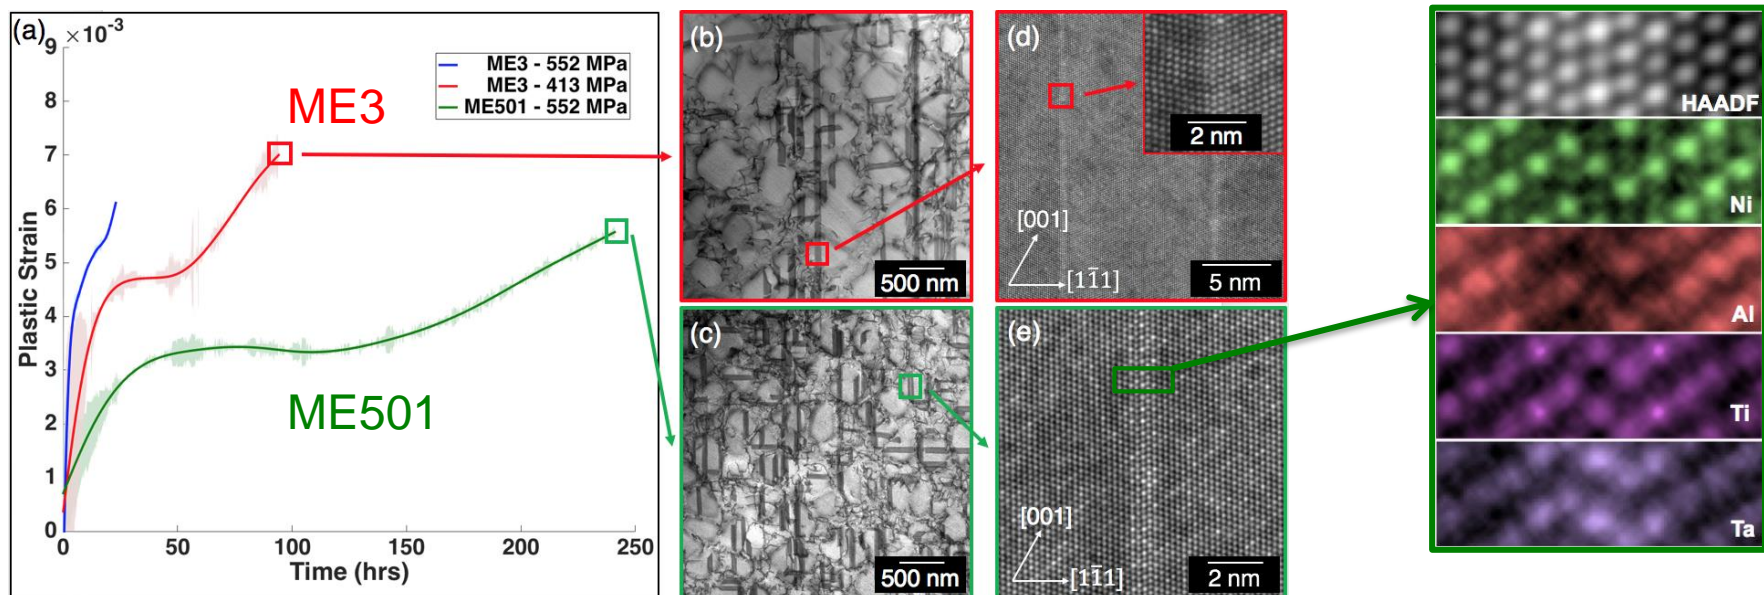 (a)
×10⁻³
9
8
7
6
5
4
3
2
1
0
Plastic Strain
0
50
100
150
200
250
Time (hrs)
ME3 - 552 MPa
ME3 - 413 MPa
ME501 - 552 MPa
ME3
ME501
(b)
500 nm
(c)
500 nm
(d)
2 nm
[001]
[11̄1]
5 nm
(e)
[001]
[11̄1]
2 nm
HAADF
Ni
Al
Ti
Ta